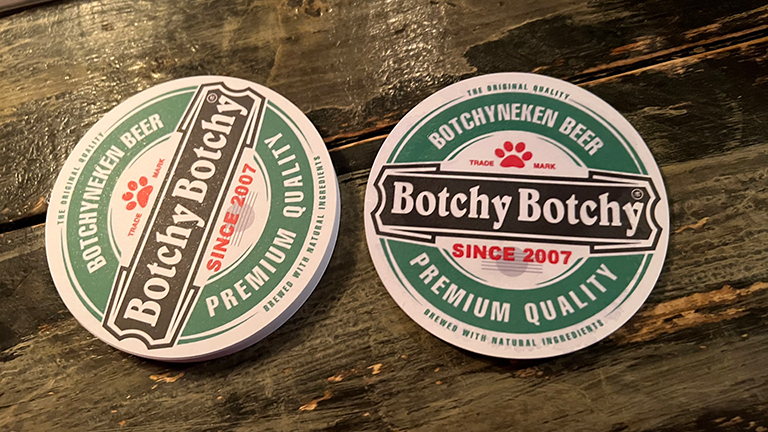 THE ORIGINAL QUALITY
BOTCHYNEKEN BEER
TRADE MARK
Botchy Botchy®
SINCE 2007
PREMIUM QUALITY
BREWED WITH NATURAL INGREDIENTS
THE ORIGINAL QUALITY
BOTCHYNEKEN BEER
TRADE MARK
Botchy Botchy®
SINCE 2007
PREMIUM QUALITY
BREWED WITH NATURAL INGREDIENTS